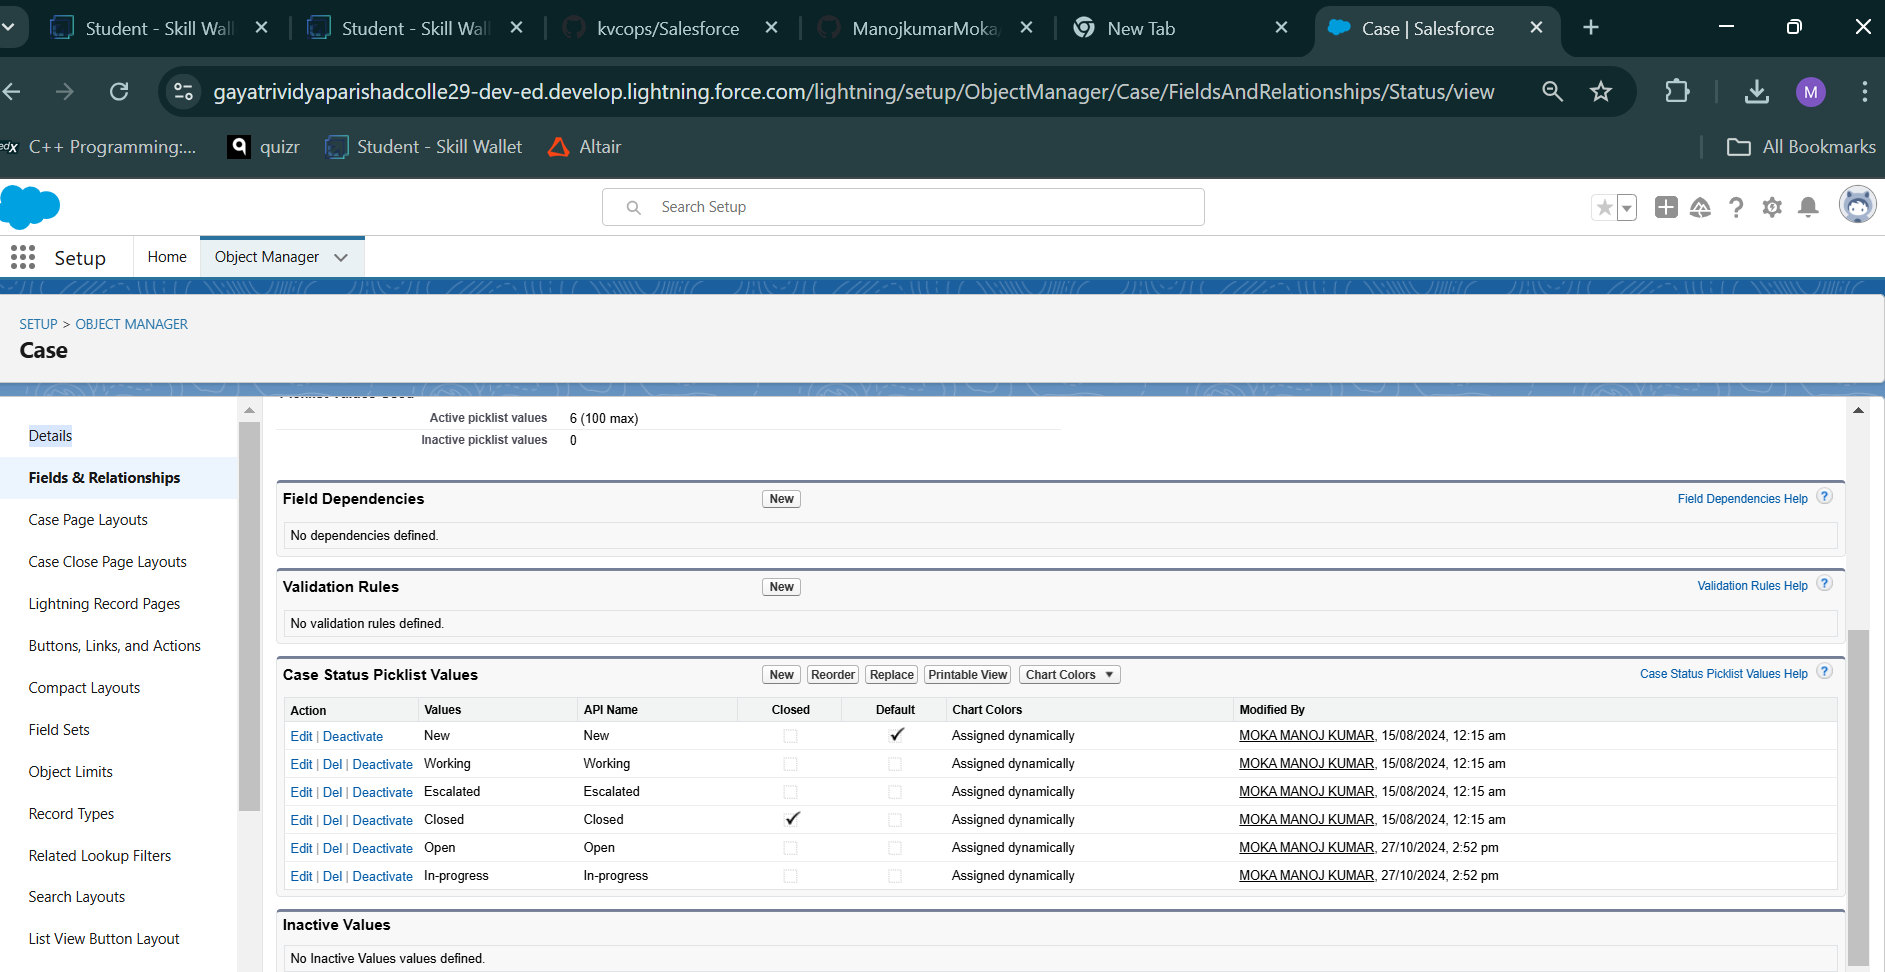 Student - Skill Wall
Student - Skill Wall
kvcops/Salesforce
ManojkumarMoka/
New Tab
Case | Salesforce
gayatrividyaparishadcolle29-dev-ed.develop.lightning.force.com/lightning/setup/ObjectManager/Case/FieldsAndRelationships/Status/view
M
edX C++ Programming:...
quizr
Student - Skill Wallet
Altair
All Bookmarks
Search Setup
Setup
Home
Object Manager
SETUP > OBJECT MANAGER
Case
Details
Fields & Relationships
Case Page Layouts
Case Close Page Layouts
Lightning Record Pages
Buttons, Links, and Actions
Compact Layouts
Field Sets
Object Limits
Record Types
Related Lookup Filters
Search Layouts
List View Button Layout
Picklist Values Used
Active picklist values 6 (100 max)
Inactive picklist values 0
Field Dependencies New Field Dependencies Help ?
No dependencies defined.
Validation Rules New Validation Rules Help ?
No validation rules defined.
Case Status Picklist Values New Reorder Replace Printable View Chart Colors Case Status Picklist Values Help ?
Action Values API Name Closed Default Chart Colors Modified By
Edit | Deactivate New New Assigned dynamically MOKA MANOJ KUMAR, 15/08/2024, 12:15 am
Edit | Del | Deactivate Working Working Assigned dynamically MOKA MANOJ KUMAR, 15/08/2024, 12:15 am
Edit | Del | Deactivate Escalated Escalated Assigned dynamically MOKA MANOJ KUMAR, 15/08/2024, 12:15 am
Edit | Del | Deactivate Closed Closed Assigned dynamically MOKA MANOJ KUMAR, 15/08/2024, 12:15 am
Edit | Del | Deactivate Open Open Assigned dynamically MOKA MANOJ KUMAR, 27/10/2024, 2:52 pm
Edit | Del | Deactivate In-progress In-progress Assigned dynamically MOKA MANOJ KUMAR, 27/10/2024, 2:52 pm
Inactive Values
No Inactive Values values defined.